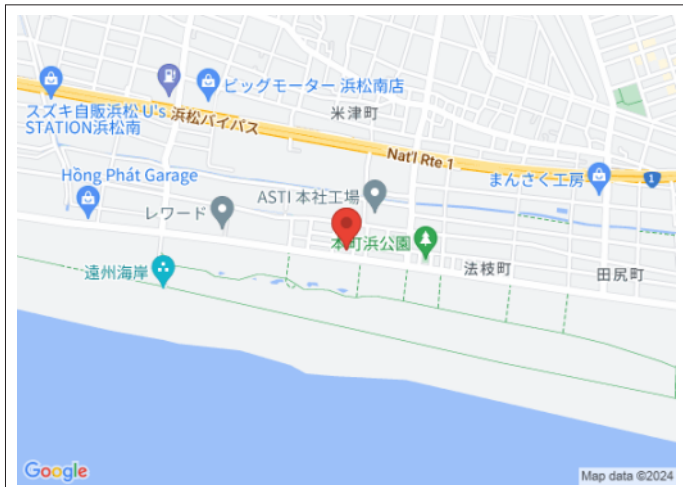 ビッグモーター 浜松南店
スズキ自販浜松 U's
STATION浜松南
浜松バイパス
米津町
Nat'l Rte 1
まんさく工房
1
Hồng Phát Garage
ASTI 本社工場
レワード
本町浜公園
法枝町
田尻町
遠州海岸
Google
Map data ©2024